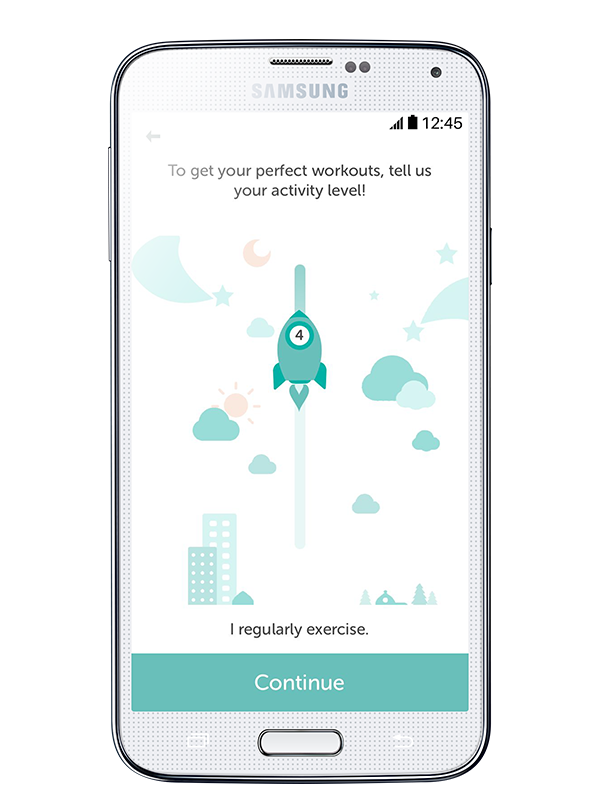 SAMSUNG
12:45
To get your perfect workouts, tell us
your activity level!
4
I regularly exercise.
Continue